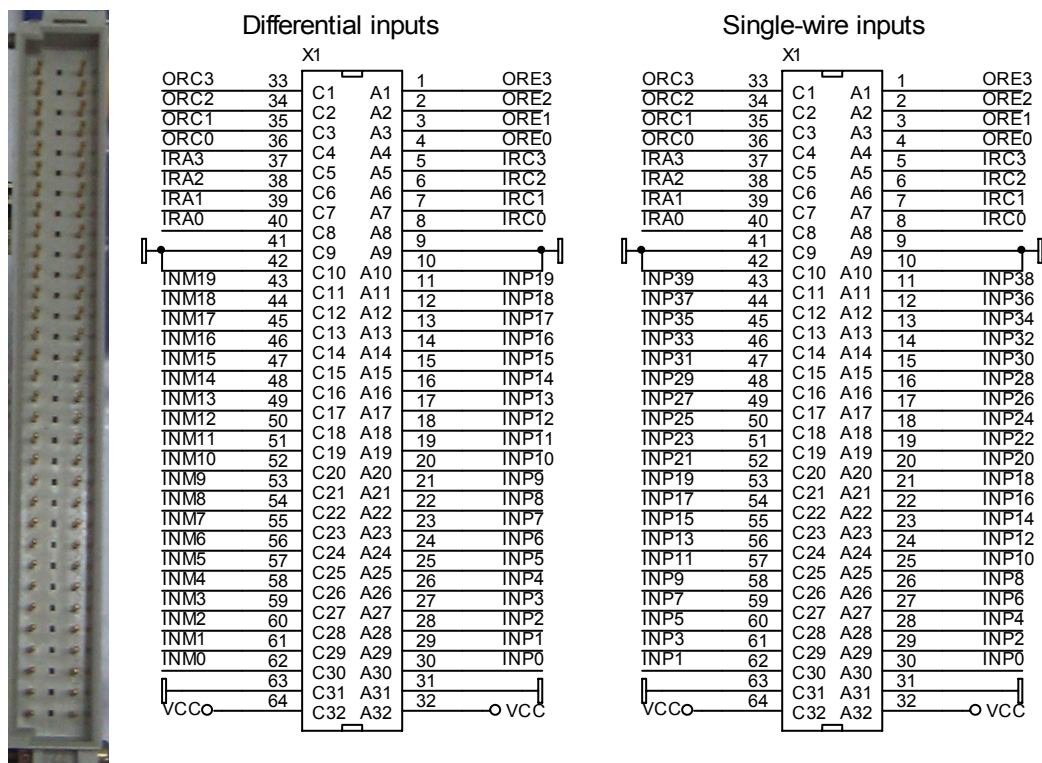 Differential inputs Single-wire inputs
X1 X1
ORC3 33 C1 A1 1 ORE3 ORC3 33 C1 A1 1 ORE3
ORC2 34 C2 A2 2 ORE2 ORC2 34 C2 A2 2 ORE2
ORC1 35 C3 A3 3 ORE1 ORC1 35 C3 A3 3 ORE1
ORC0 36 C4 A4 4 ORE0 ORC0 36 C4 A4 4 ORE0
IRA3 37 C5 A5 5 IRC3 IRA3 37 C5 A5 5 IRC3
IRA2 38 C6 A6 6 IRC2 IRA2 38 C6 A6 6 IRC2
IRA1 39 C7 A7 7 IRC1 IRA1 39 C7 A7 7 IRC1
IRA0 40 C8 A8 8 IRC0 IRA0 40 C8 A8 8 IRC0
41 C9 A9 9 41 C9 A9 9
42 C10 A10 10 42 C10 A10 10
INM19 43 C11 A11 11 INP19 INP39 43 C11 A11 11 INP38
INM18 44 C12 A12 12 INP18 INP37 44 C12 A12 12 INP36
INM17 45 C13 A13 13 INP17 INP35 45 C13 A13 13 INP34
INM16 46 C14 A14 14 INP16 INP33 46 C14 A14 14 INP32
INM15 47 C15 A15 15 INP15 INP31 47 C15 A15 15 INP30
INM14 48 C16 A16 16 INP14 INP29 48 C16 A16 16 INP28
INM13 49 C17 A17 17 INP13 INP27 49 C17 A17 17 INP26
INM12 50 C18 A18 18 INP12 INP25 50 C18 A18 18 INP24
INM11 51 C19 A19 19 INP11 INP23 51 C19 A19 19 INP22
INM10 52 C20 A20 20 INP10 INP21 52 C20 A20 20 INP20
INM9 53 C21 A21 21 INP9 INP19 53 C21 A21 21 INP18
INM8 54 C22 A22 22 INP8 INP17 54 C22 A22 22 INP16
INM7 55 C23 A23 23 INP7 INP15 55 C23 A23 23 INP14
INM6 56 C24 A24 24 INP6 INP13 56 C24 A24 24 INP12
INM5 57 C25 A25 25 INP5 INP11 57 C25 A25 25 INP10
INM4 58 C26 A26 26 INP4 INP9 58 C26 A26 26 INP8
INM3 59 C27 A27 27 INP3 INP7 59 C27 A27 27 INP6
INM2 60 C28 A28 28 INP2 INP5 60 C28 A28 28 INP4
INM1 61 C29 A29 29 INP1 INP3 61 C29 A29 29 INP2
INM0 62 C30 A30 30 INP0 INP1 62 C30 A30 30 INP0
63 C31 A31 31 63 C31 A31 31
VCC 64 C32 A32 32 VCC VCC 64 C32 A32 32 VCC